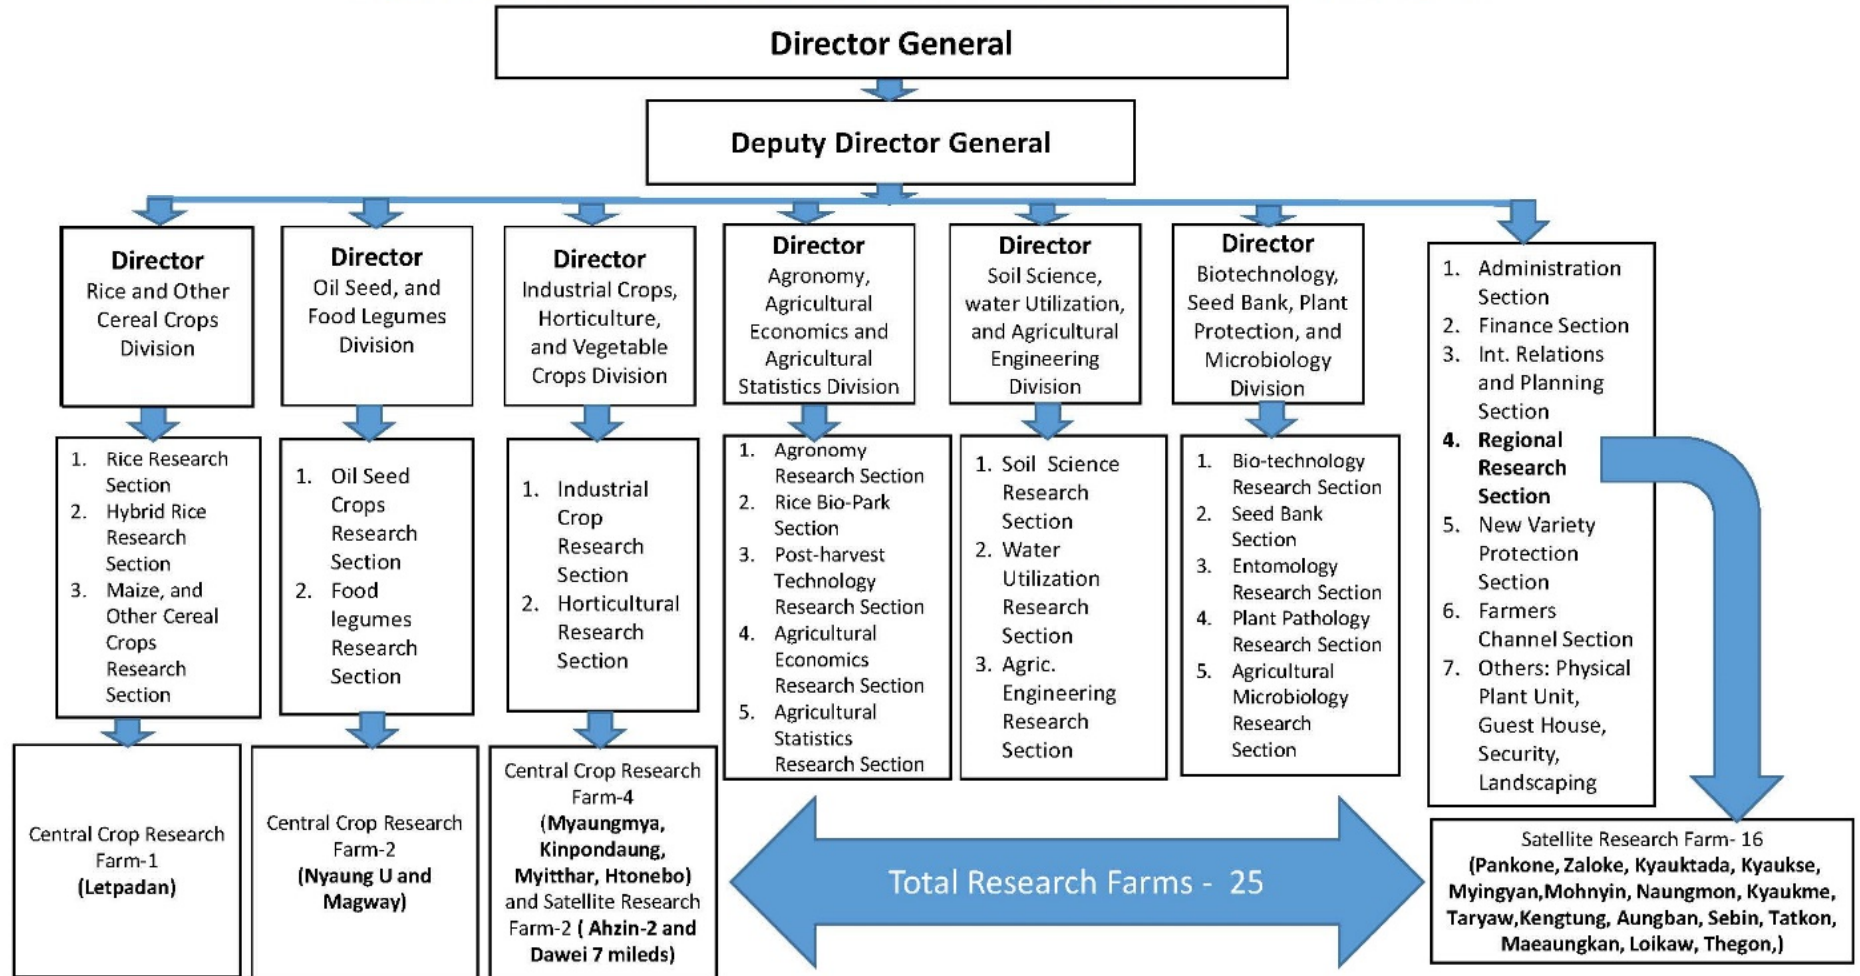 Director General
Deputy Director General
Director
Rice and Other
Cereal Crops
Division
Director
Oil Seed, and
Food Legumes
Division
Director
Industrial Crops,
Horticulture,
and Vegetable
Crops Division
Director
Agronomy,
Agricultural
Economics and
Agricultural
Statistics Division
Director
Soil Science,
water Utilization,
and Agricultural
Engineering
Division
Director
Biotechnology,
Seed Bank, Plant
Protection, and
Microbiology
Division
1. Administration
Section
2. Finance Section
3. Int. Relations
and Planning
Section
4. Regional
Research
Section
5. New Variety
Protection
Section
6. Farmers
Channel Section
7. Others: Physical
Plant Unit,
Guest House,
Security,
Landscaping
1. Rice Research
Section
2. Hybrid Rice
Research
Section
3. Maize, and
Other Cereal
Crops
Research
Section
1. Oil Seed
Crops
Research
Section
2. Food
legumes
Research
Section
1. Industrial
Crop
Research
Section
2. Horticultural
Research
Section
1. Agronomy
Research Section
2. Rice Bio-Park
Section
3. Post-harvest
Technology
Research Section
4. Agricultural
Economics
Research Section
5. Agricultural
Statistics
Research Section
1. Soil Science
Research
Section
2. Water
Utilization
Research
Section
3. Agric.
Engineering
Research
Section
1. Bio-technology
Research Section
2. Seed Bank
Section
3. Entomology
Research Section
4. Plant Pathology
Research Section
5. Agricultural
Microbiology
Research
Section
Central Crop Research
Farm-1
(Letpadan)
Central Crop Research
Farm-2
(Nyaung U and
Magway)
Central Crop Research
Farm-4
(Myaungmya,
Kinpondaung,
Myitthar, Htonebo)
and Satellite Research
Farm-2 ( Ahzin-2 and
Dawei 7 mileds)
Total Research Farms - 25
Satellite Research Farm- 16
(Pankone, Zaloke, Kyauktada, Kyaukse,
Myingyan,Mohnyin, Naungmon, Kyaukme,
Taryaw,Kengtung, Aungban, Sebin, Tatkon,
Maeaungkan, Loikaw, Thegon,)